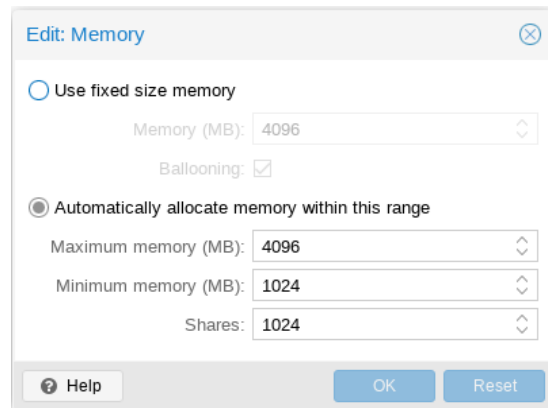 Edit: Memory
Use fixed size memory
Memory (MB): 4096
Ballooning:
Automatically allocate memory within this range
Maximum memory (MB): 4096
Minimum memory (MB): 1024
Shares: 1024
Help OK Reset